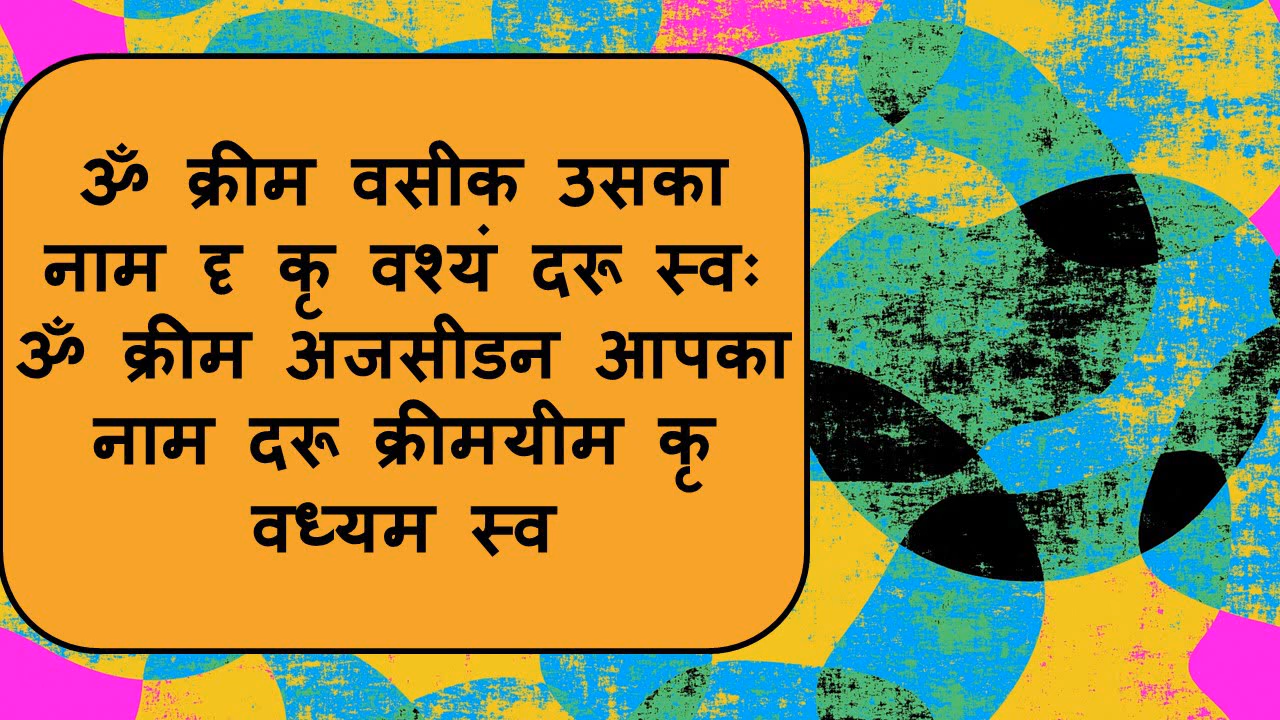 ॐ क्रीम वसीक उसका
नाम दृ कृ वश्यं दरू स्वः
ॐ क्रीम अजसीडन आपका
नाम दरू क्रीमयीम कृ
वध्यम स्व